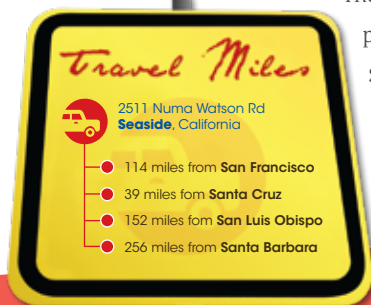 Travel Miles
2511 Numa Watson Rd
Seaside, California
114 miles from San Francisco
39 miles fom Santa Cruz
152 miles fom San Luis Obispo
256 miles from Santa Barbara